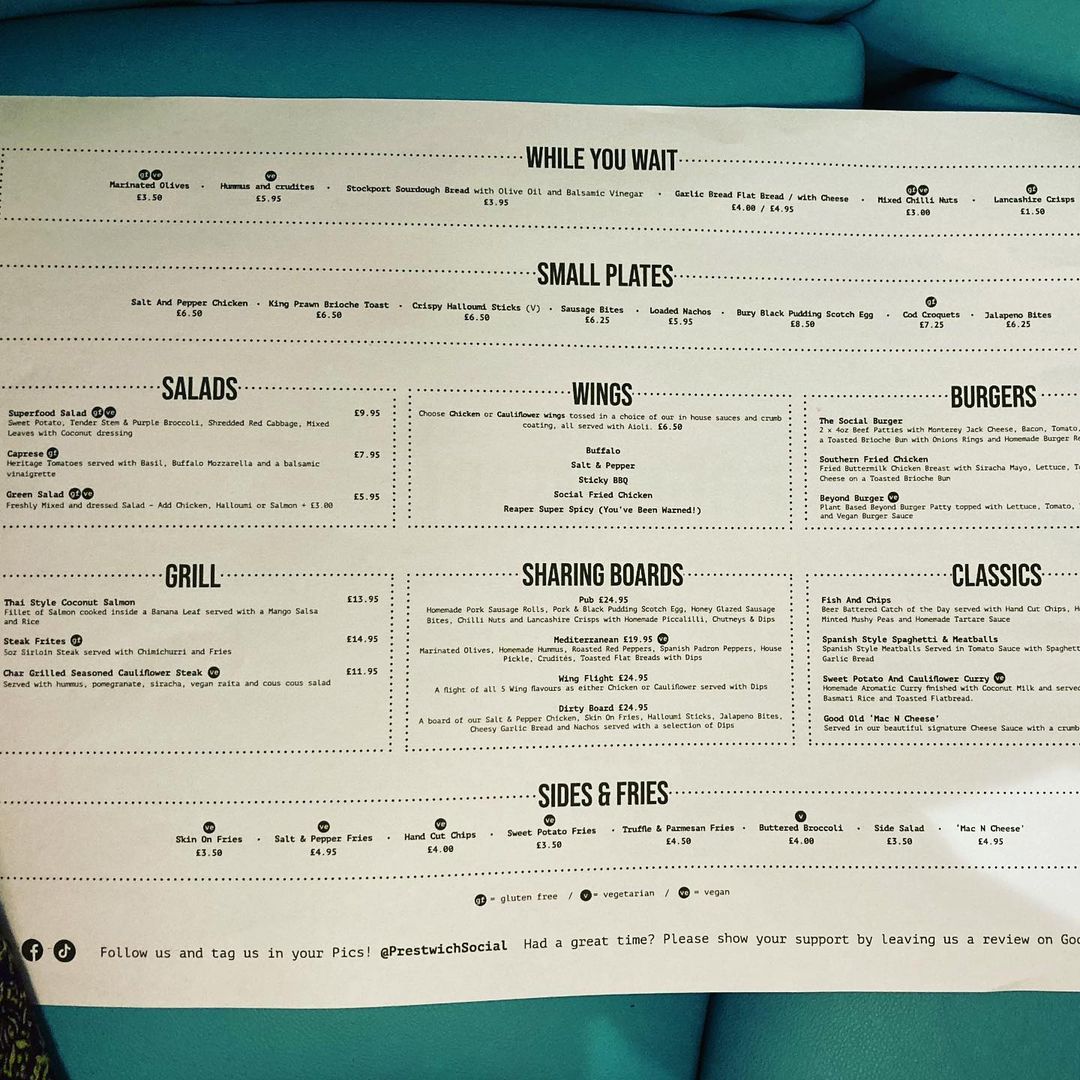 WHILE YOU WAIT
gf ve
Marinated Olives
£3.50
ve
Hummus and crudites
£5.95
Stockport Sourdough Bread with Olive Oil and Balsamic Vinegar
£3.95
Garlic Bread Flat Bread / with Cheese
£4.00 / £4.95
gf ve
Mixed Chilli Nuts
£3.00
gf
Lancashire Crisps
£1.50
SMALL PLATES
Salt And Pepper Chicken
£6.50
King Prawn Brioche Toast
£6.50
Crispy Halloumi Sticks (V)
£6.50
Sausage Bites
£6.25
Loaded Nachos
£5.95
Bury Black Pudding Scotch Egg
£8.50
gf
Cod Croquets
£7.25
Jalapeno Bites
£6.25
SALADS
Superfood Salad gf ve £9.95
Sweet Potato, Tender Stem & Purple Broccoli, Shredded Red Cabbage, Mixed
Leaves with Coconut dressing
Caprese gf £7.95
Heritage Tomatoes served with Basil, Buffalo Mozzarella and a balsamic
vinaigrette
Green Salad gf ve £5.95
Freshly Mixed and dressed Salad - Add Chicken, Halloumi or Salmon + £3.00
WINGS
Choose Chicken or Cauliflower wings tossed in a choice of our in house sauces and crumb
coating, all served with Aioli. £6.50
Buffalo
Salt & Pepper
Sticky BBQ
Social Fried Chicken
Reaper Super Spicy (You've Been Warned!)
BURGERS
The Social Burger
2 x 4oz Beef Patties with Monterey Jack Cheese, Bacon, Tomato,
a Toasted Brioche Bun with Onions Rings and Homemade Burger
Southern Fried Chicken
Fried Buttermilk Chicken Breast with Siracha Mayo, Lettuce,
Cheese on a Toasted Brioche Bun
Beyond Burger ve
Plant Based Beyond Burger Patty topped with Lettuce, Tomato,
and Vegan Burger Sauce
GRILL
Thai Style Coconut Salmon £13.95
Fillet of Salmon cooked inside a Banana Leaf served with a Mango Salsa
and Rice
Steak Frites gf £14.95
5oz Sirloin Steak served with Chimichurri and Fries
Char Grilled Seasoned Cauliflower Steak ve £11.95
Served with hummus, pomegranate, siracha, vegan raita and cous cous salad
SHARING BOARDS
Pub £24.95
Homemade Pork Sausage Rolls, Pork & Black Pudding Scotch Egg, Honey Glazed Sausage
Bites, Chilli Nuts and Lancashire Crisps with Homemade Piccalilli, Chutneys & Dips
Mediterranean £19.95 ve
Marinated Olives, Homemade Hummus, Roasted Red Peppers, Spanish Padron Peppers, House
Pickle, Crudités, Toasted Flat Breads with Dips
Wing Flight £24.95
A flight of all 5 Wing flavours as either Chicken or Cauliflower served with Dips
Dirty Board £24.95
A board of our Salt & Pepper Chicken, Skin On Fries, Halloumi Sticks, Jalapeno Bites,
Cheesy Garlic Bread and Nachos served with a selection of Dips
CLASSICS
Fish And Chips
Beer Battered Catch of the Day served with Hand Cut Chips,
Minted Mushy Peas and Homemade Tartare Sauce
Spanish Style Spaghetti & Meatballs
Spanish Style Meatballs Served in Tomato Sauce with
Garlic Bread
Sweet Potato And Cauliflower Curry ve
Homemade Aromatic Curry finished with Coconut Milk and
Basmati Rice and Toasted Flatbread.
Good Old 'Mac N Cheese'
Served in our beautiful signature Cheese Sauce with a
SIDES & FRIES
ve
Skin On Fries
£3.50
ve
Salt & Pepper Fries
£4.95
ve
Hand Cut Chips
£4.00
ve
Sweet Potato Fries
£3.50
Truffle & Parmesan Fries
£4.50
v
Buttered Broccoli
£4.00
Side Salad
£3.50
'Mac N Cheese'
£4.95
gf = gluten free / v = vegetarian / ve = vegan
Follow us and tag us in your Pics! @PrestwichSocial Had a great time? Please show your support by leaving us a review on